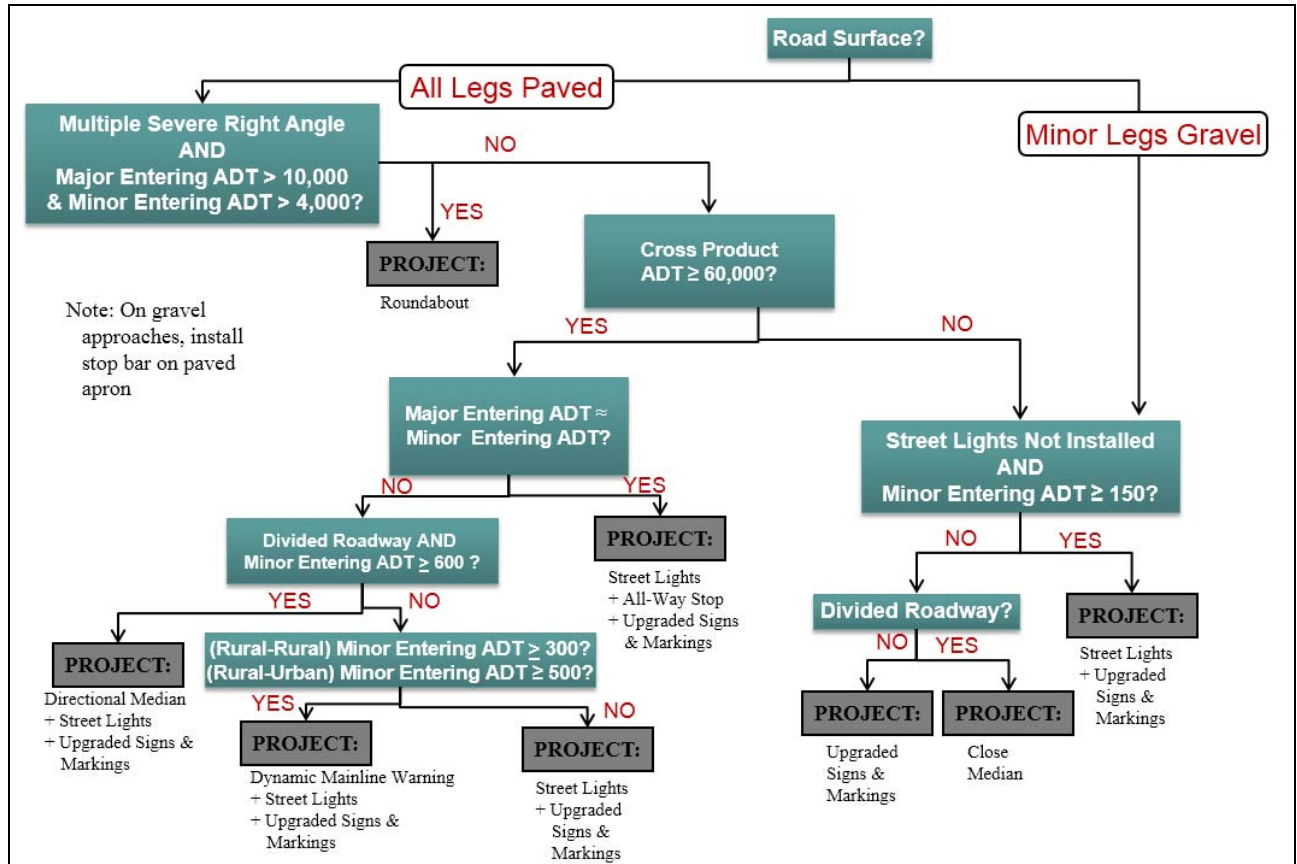 Road Surface?
All Legs Paved
Minor Legs Gravel
Multiple Severe Right Angle
AND
Major Entering ADT > 10,000
& Minor Entering ADT > 4,000?
NO
YES
PROJECT:
Roundabout
Cross Product
ADT ≥ 60,000?
Note: On gravel
approaches, install
stop bar on paved
apron
YES
NO
Major Entering ADT ≈
Minor Entering ADT?
Street Lights Not Installed
AND
Minor Entering ADT ≥ 150?
NO
YES
Divided Roadway AND
Minor Entering ADT ≥ 600 ?
PROJECT:
Street Lights
+ All-Way Stop
+ Upgraded Signs
& Markings
NO
YES
Divided Roadway?
PROJECT:
Street Lights
+ Upgraded
Signs &
Markings
YES
NO
PROJECT:
Directional Median
+ Street Lights
+ Upgraded Signs &
Markings
(Rural-Rural) Minor Entering ADT ≥ 300?
(Rural-Urban) Minor Entering ADT ≥ 500?
NO
YES
PROJECT:
Upgraded
Signs &
Markings
PROJECT:
Close
Median
YES
NO
PROJECT:
Dynamic Mainline Warning
+ Street Lights
+ Upgraded Signs &
Markings
PROJECT:
Street Lights
+ Upgraded
Signs &
Markings